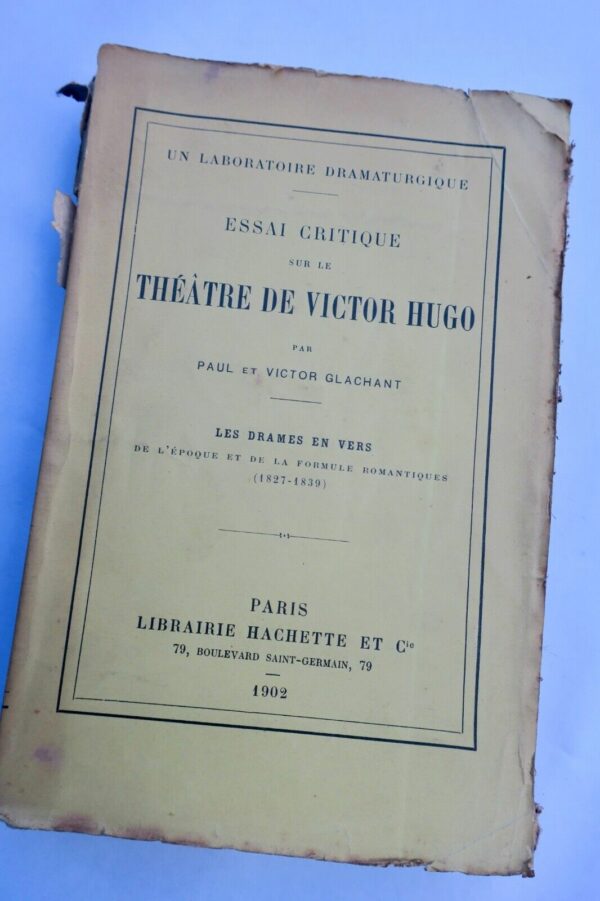 UN LABORATOIRE DRAMATURGIQUE
ESSAI CRITIQUE
SUR LE
THÉÂTRE DE VICTOR HUGO
PAR
PAUL ET VICTOR GLACHANT
LES DRAMES EN VERS
DE L'ÉPOQUE ET DE LA FORMULE ROMANTIQUES
(1827-1839)
PARIS
LIBRAIRIE HACHETTE ET Cie
79, BOULEVARD SAINT-GERMAIN, 79
1902